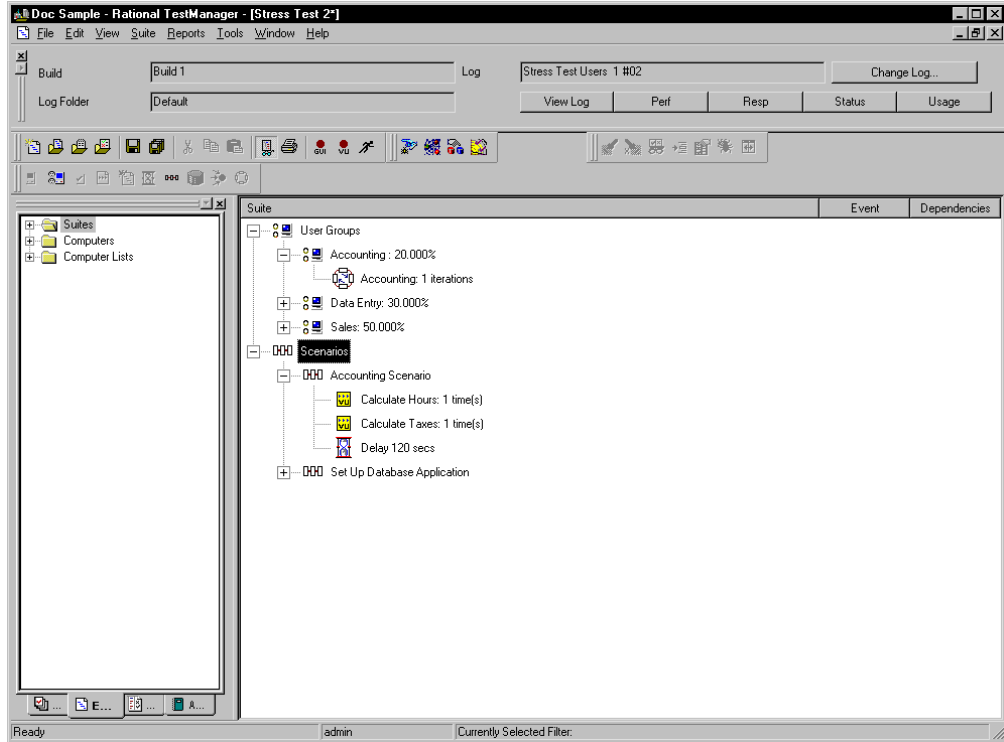 Doc Sample - Rational TestManager - [Stress Test 2*]
File Edit View Suite Reports Tools Window Help
Build Build 1 Log Stress Test Users 1 #02 Change Log...
Log Folder Default View Log Perf Resp Status Usage
GUI VU
Suite Event Dependencies
Suites
Computers
Computer Lists
User Groups
Accounting : 20.000%
Accounting: 1 iterations
Data Entry: 30.000%
Sales: 50.000%
Scenarios
Accounting Scenario
VU Calculate Hours: 1 time(s)
VU Calculate Taxes: 1 time(s)
Delay 120 secs
Set Up Database Application
... E... ... A...
Ready admin Currently Selected Filter: